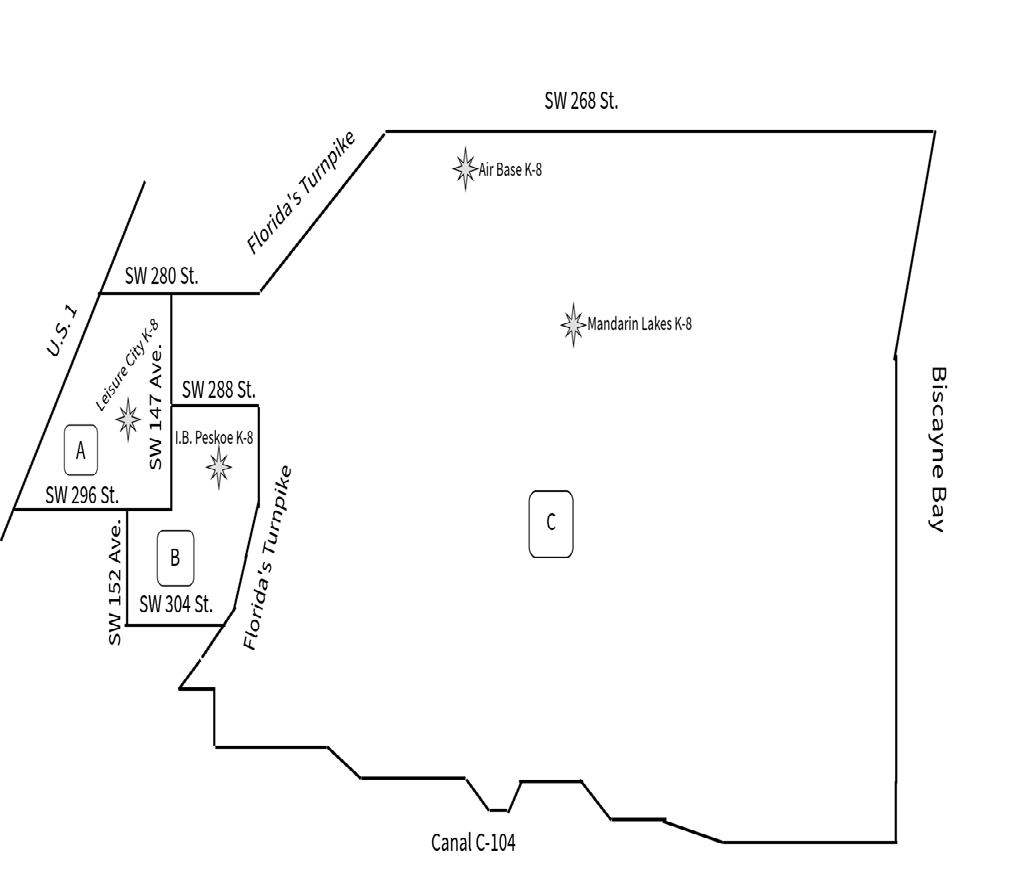 SW 268 St.
Florida's Turnpike
Air Base K-8
SW 280 St.
U.S. 1
Mandarin Lakes K-8
Leisure City K-8
SW 147 Ave.
SW 288 St.
I.B. Peskoe K-8
A
SW 296 St.
Biscayne Bay
C
Florida's Turnpike
B
SW 152 Ave.
SW 304 St.
Canal C-104